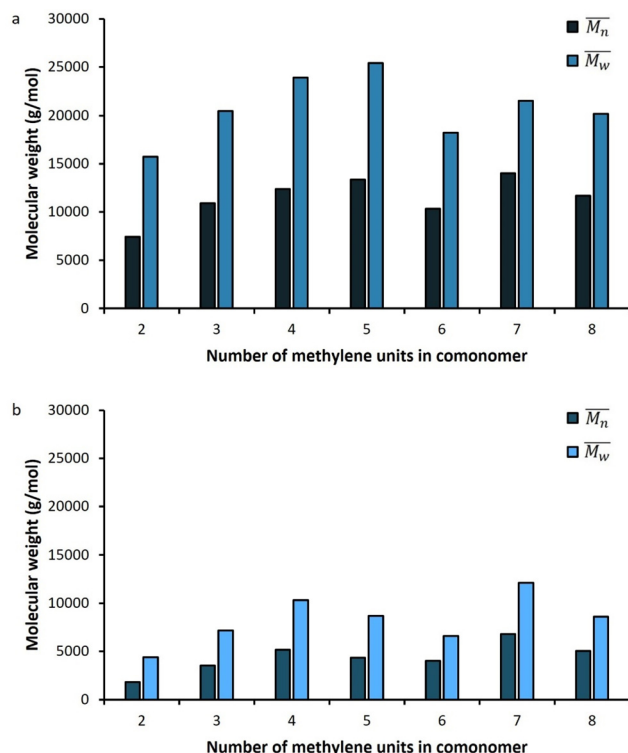 a
30000
25000
20000
15000
10000
5000
0
Molecular weight (g/mol)
M̅n̅
M̅w̅
2 3 4 5 6 7 8
Number of methylene units in comonomer
b
30000
25000
20000
15000
10000
5000
0
Molecular weight (g/mol)
M̅n̅
M̅w̅
2 3 4 5 6 7 8
Number of methylene units in comonomer